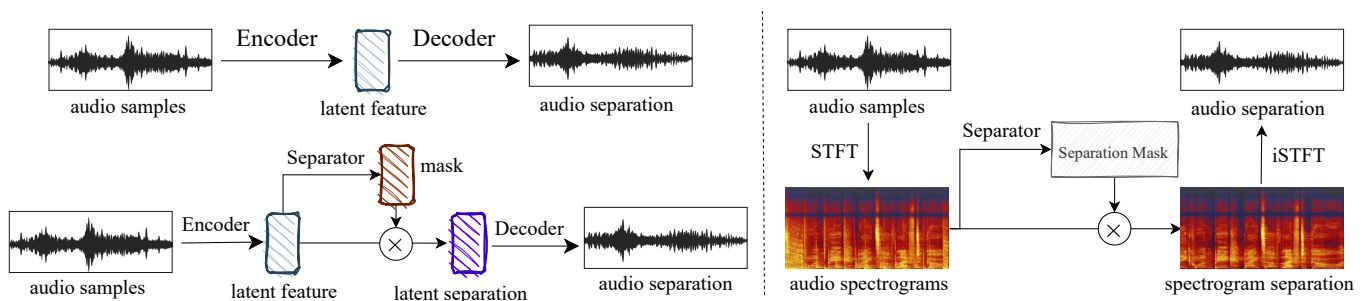 Encoder
Decoder
audio samples
latent feature
audio separation
Separator
mask
Encoder
Decoder
audio samples
latent feature
latent separation
audio separation
audio samples
audio separation
STFT
Separator
Separation Mask
iSTFT
audio spectrograms
spectrogram separation